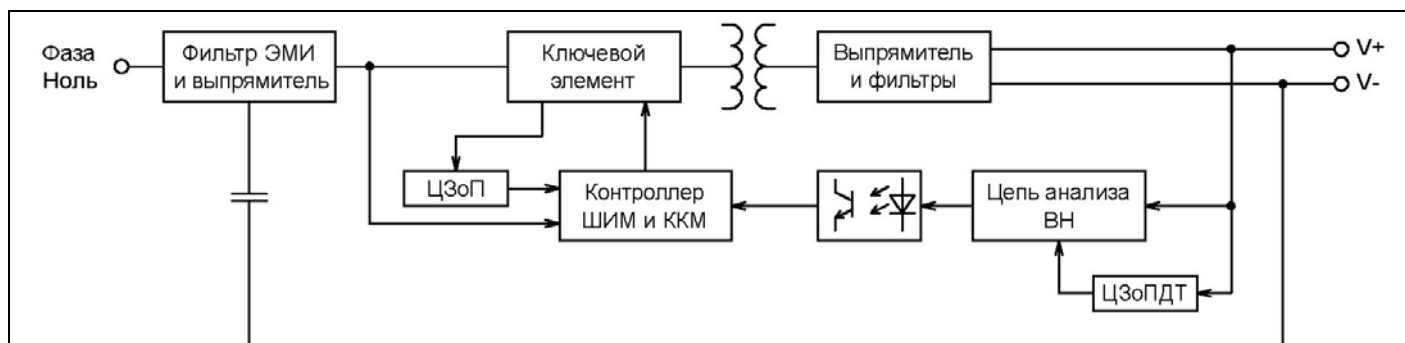 Фаза
Ноль
Фильтр ЭМИ
и выпрямитель
Ключевой
элемент
Выпрямитель
и фильтры
V+
V-
ЦЗоП
Контроллер
ШИМ и ККМ
Цепь анализа
ВН
ЦЗоПДТ